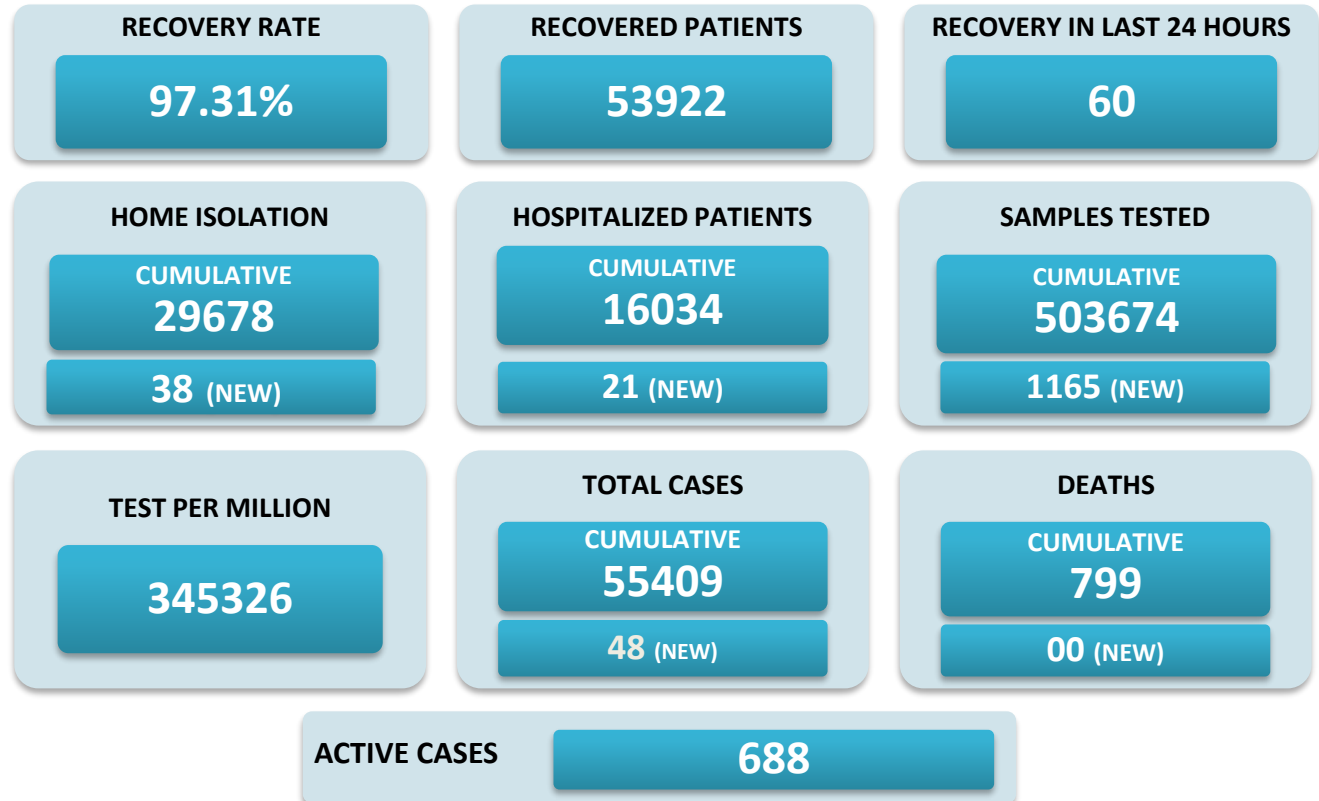 RECOVERY RATE
97.31%
RECOVERED PATIENTS
53922
RECOVERY IN LAST 24 HOURS
60
HOME ISOLATION
CUMULATIVE
29678
38 (NEW)
HOSPITALIZED PATIENTS
CUMULATIVE
16034
21 (NEW)
SAMPLES TESTED
CUMULATIVE
503674
1165 (NEW)
TEST PER MILLION
345326
TOTAL CASES
CUMULATIVE
55409
48 (NEW)
DEATHS
CUMULATIVE
799
00 (NEW)
ACTIVE CASES
688